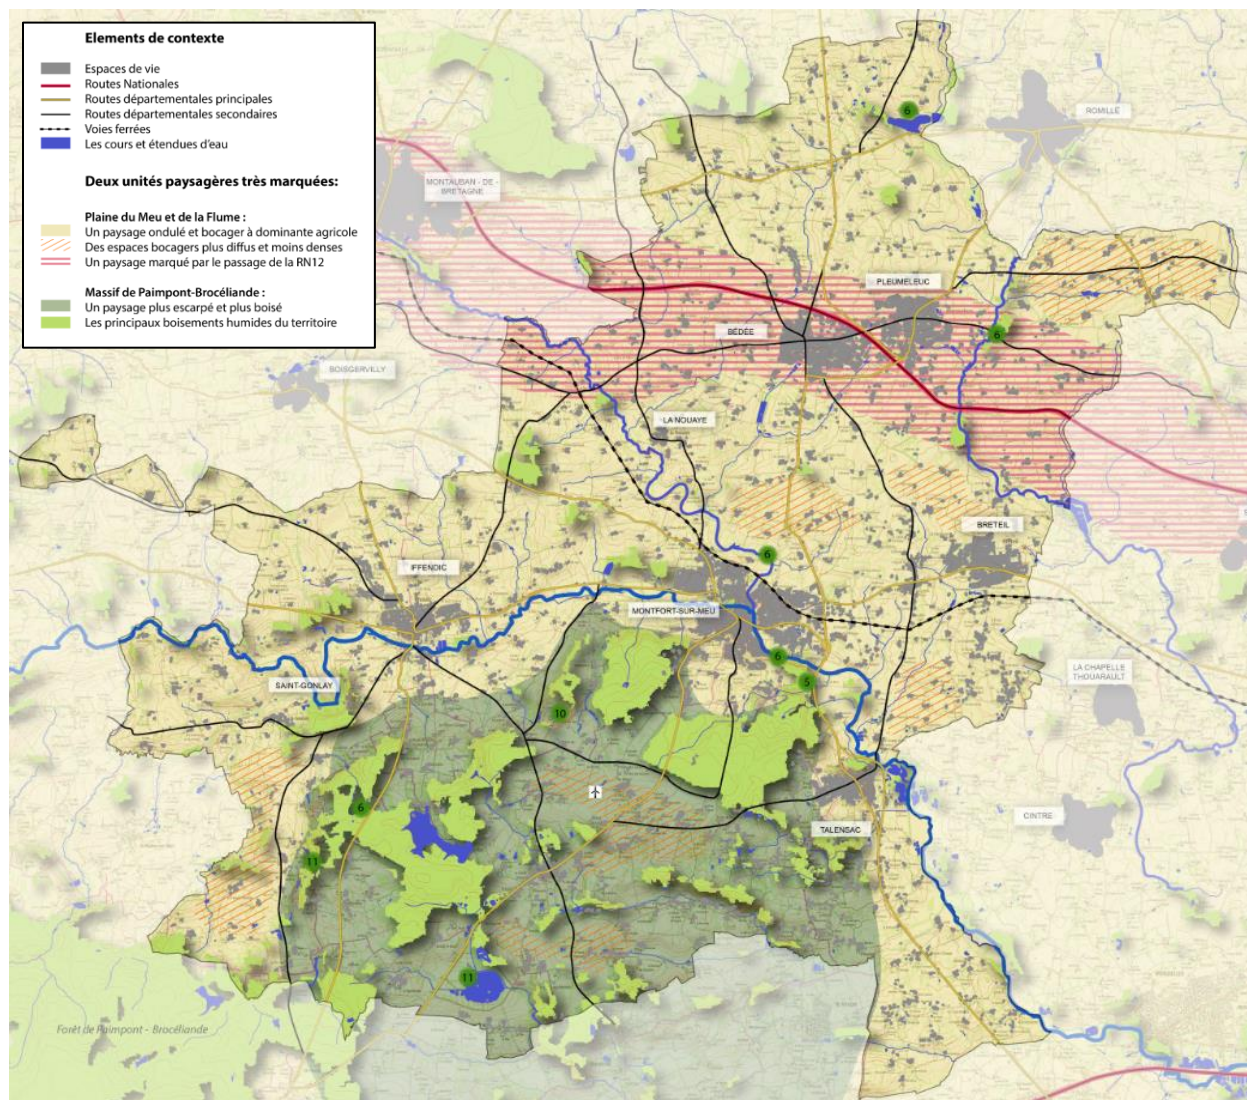 Elements de contexte
Espaces de vie
Routes Nationales
Routes départementales principales
Routes départementales secondaires
Voies ferrées
Les cours et étendues d'eau
Deux unités paysagères très marquées:
Plaine du Meu et de la Flume :
Un paysage ondulé et bocager à dominante agricole
Des espaces bocagers plus diffus et moins denses
Un paysage marqué par le passage de la RN12
Massif de Paimpont-Brocéliande :
Un paysage plus escarpé et plus boisé
Les principaux boisements humides du territoire
6
ROMILLÉ
MONTAUBAN - DE -
BRETAGNE
PLEUMELEUC
BÉDÉE
6
BOISGERVILLY
LA NOUAYE
BRETEIL
6
IFFENDIC
MONTFORT-SUR-MEU
6
LA CHAPELLE
THOUARAULT
SAINT-GONLAY
5
10
6
CINTRE
TALENSAC
11
11
Forêt de Paimpont - Brocéliande